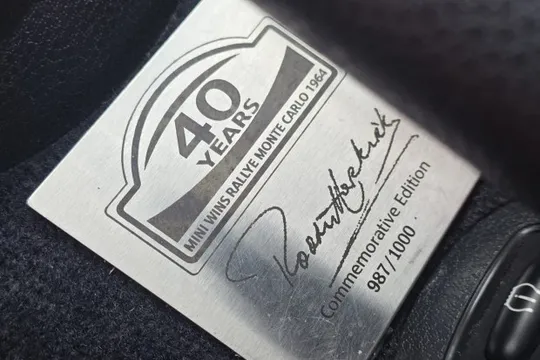 40
YEARS
MINI WINS RALLYE MONTE CARLO 1964
Commemorative Edition
987/1000